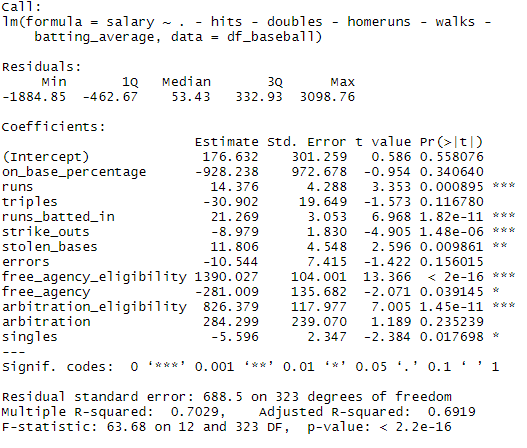 Call:
lm(formula = salary ~ . - hits - doubles - homeruns - walks -
    batting_average, data = df_baseball)

Residuals:
     Min       1Q   Median       3Q      Max
-1884.85  -462.67    53.43   332.93  3098.76

Coefficients:
                        Estimate Std. Error t value Pr(>|t|)
(Intercept)              176.632    301.259   0.586 0.558076
on_base_percentage      -928.238    972.678  -0.954 0.340640
runs                      14.376      4.288   3.353 0.000895 ***
triples                  -30.902     19.649  -1.573 0.116780
runs_batted_in            21.269      3.053   6.968 1.82e-11 ***
strike_outs               -8.979      1.830  -4.905 1.48e-06 ***
stolen_bases              11.806      4.548   2.596 0.009861 **
errors                   -10.544      7.415  -1.422 0.156015
free_agency_eligibility 1390.027    104.001  13.366  < 2e-16 ***
free_agency             -281.009    135.682  -2.071 0.039145 *
arbitration_eligibility  826.379    117.977   7.005 1.45e-11 ***
arbitration              284.299    239.070   1.189 0.235239
singles                   -5.596      2.347  -2.384 0.017698 *
---
Signif. codes:  0 ‘***’ 0.001 ‘**’ 0.01 ‘*’ 0.05 ‘.’ 0.1 ‘ ’ 1

Residual standard error: 688.5 on 323 degrees of freedom
Multiple R-squared:  0.7029,    Adjusted R-squared:  0.6919
F-statistic: 63.68 on 12 and 323 DF,  p-value: < 2.2e-16